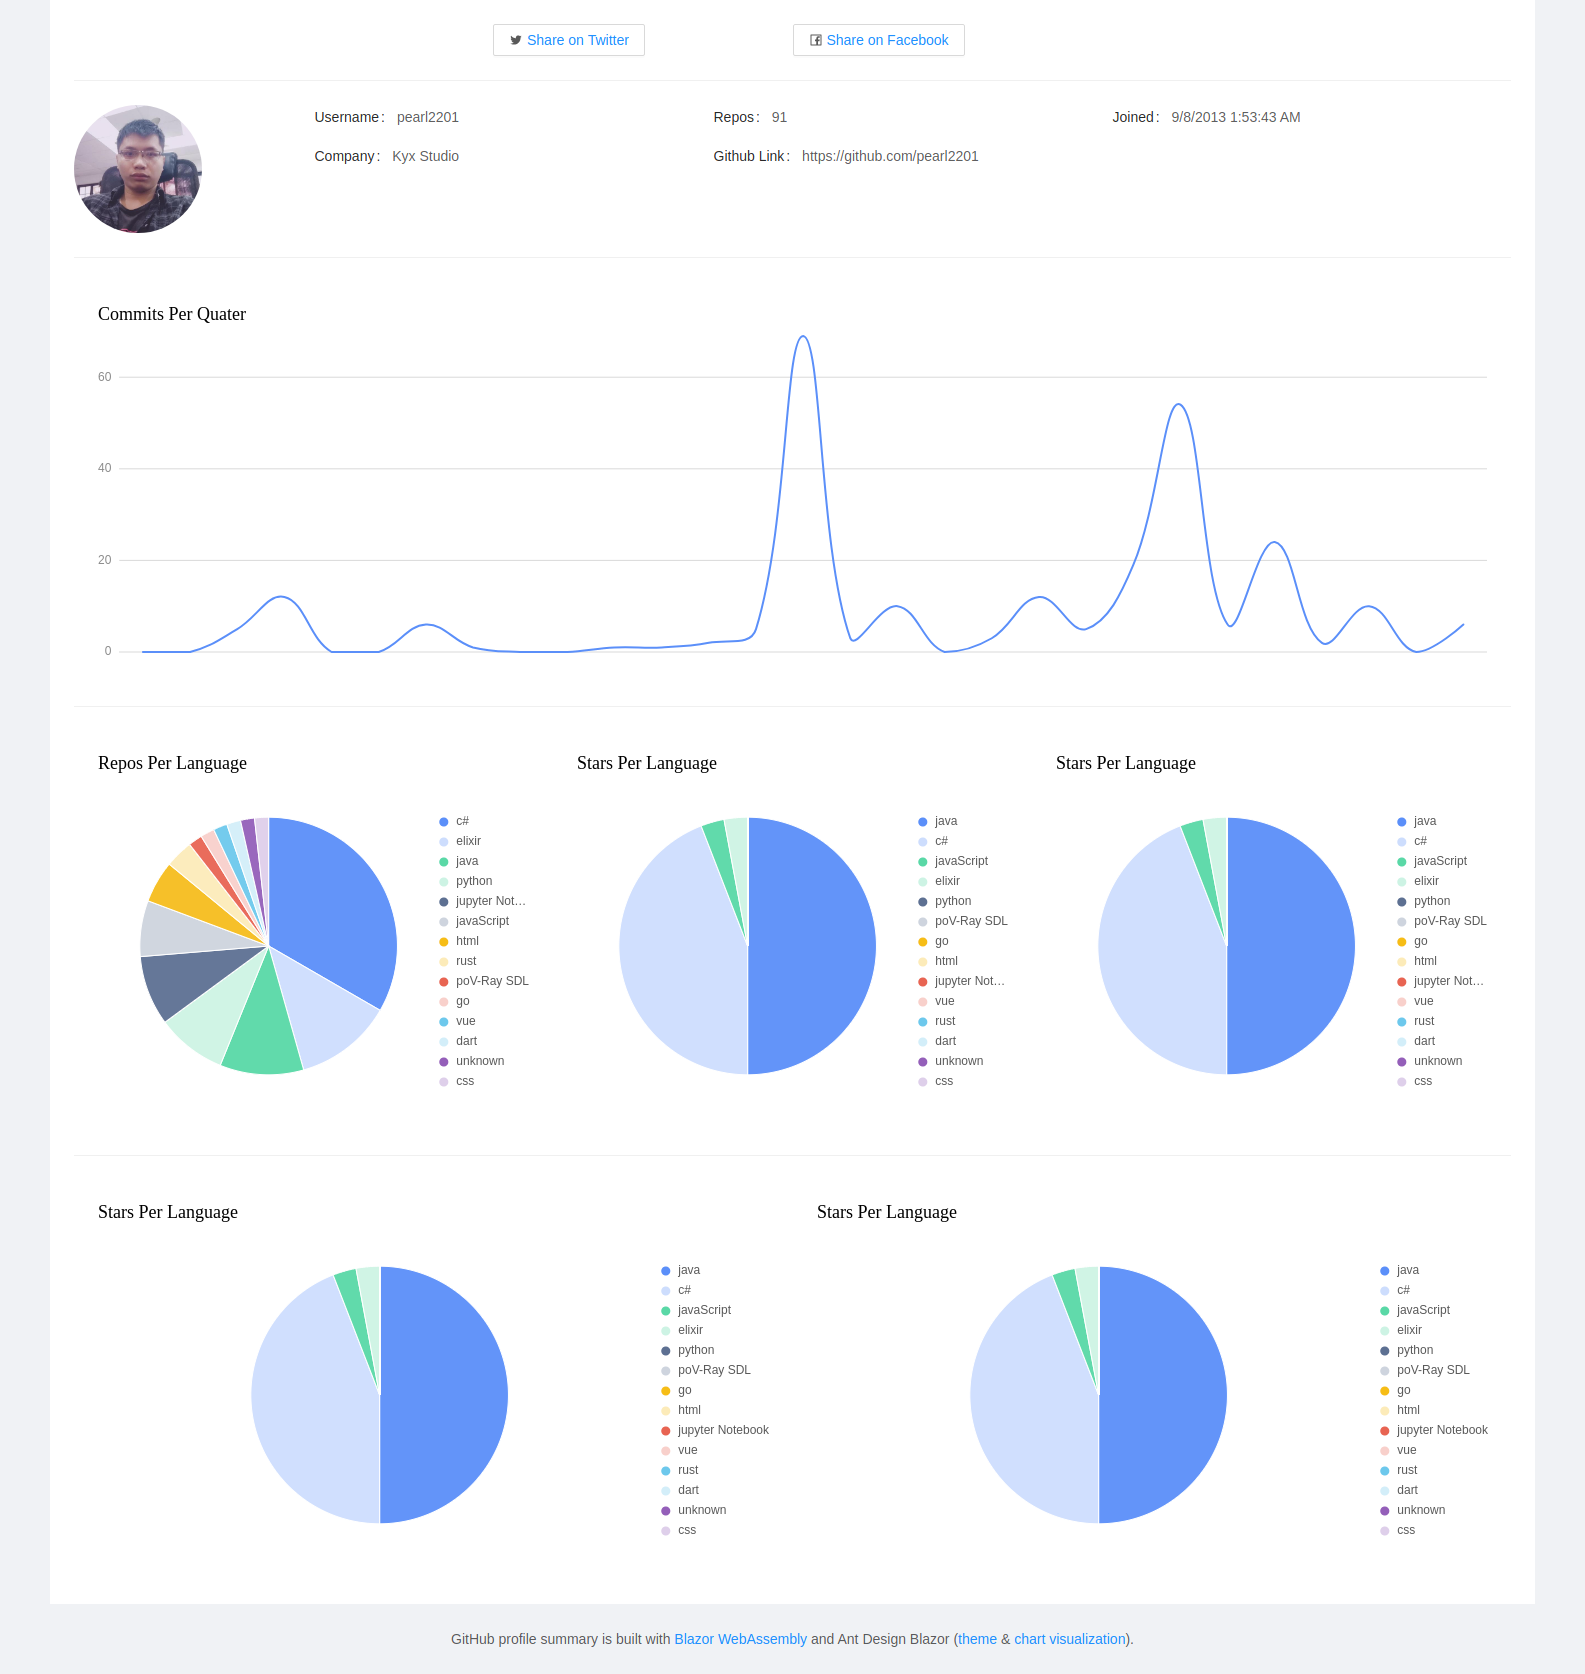 Share on Twitter
Share on Facebook
Username: pearl2201
Repos: 91
Joined: 9/8/2013 1:53:43 AM
Company: Kyx Studio
Github Link: https://github.com/pearl2201
Commits Per Quater
60
40
20
0
Repos Per Language
c#
elixir
java
python
jupyter Not…
javaScript
html
rust
poV-Ray SDL
go
vue
dart
unknown
css
Stars Per Language
java
c#
javaScript
elixir
python
poV-Ray SDL
go
html
jupyter Not…
vue
rust
dart
unknown
css
Stars Per Language
java
c#
javaScript
elixir
python
poV-Ray SDL
go
html
jupyter Not…
vue
rust
dart
unknown
css
Stars Per Language
java
c#
javaScript
elixir
python
poV-Ray SDL
go
html
jupyter Notebook
vue
rust
dart
unknown
css
Stars Per Language
java
c#
javaScript
elixir
python
poV-Ray SDL
go
html
jupyter Notebook
vue
rust
dart
unknown
css
GitHub profile summary is built with Blazor WebAssembly and Ant Design Blazor (theme & chart visualization).